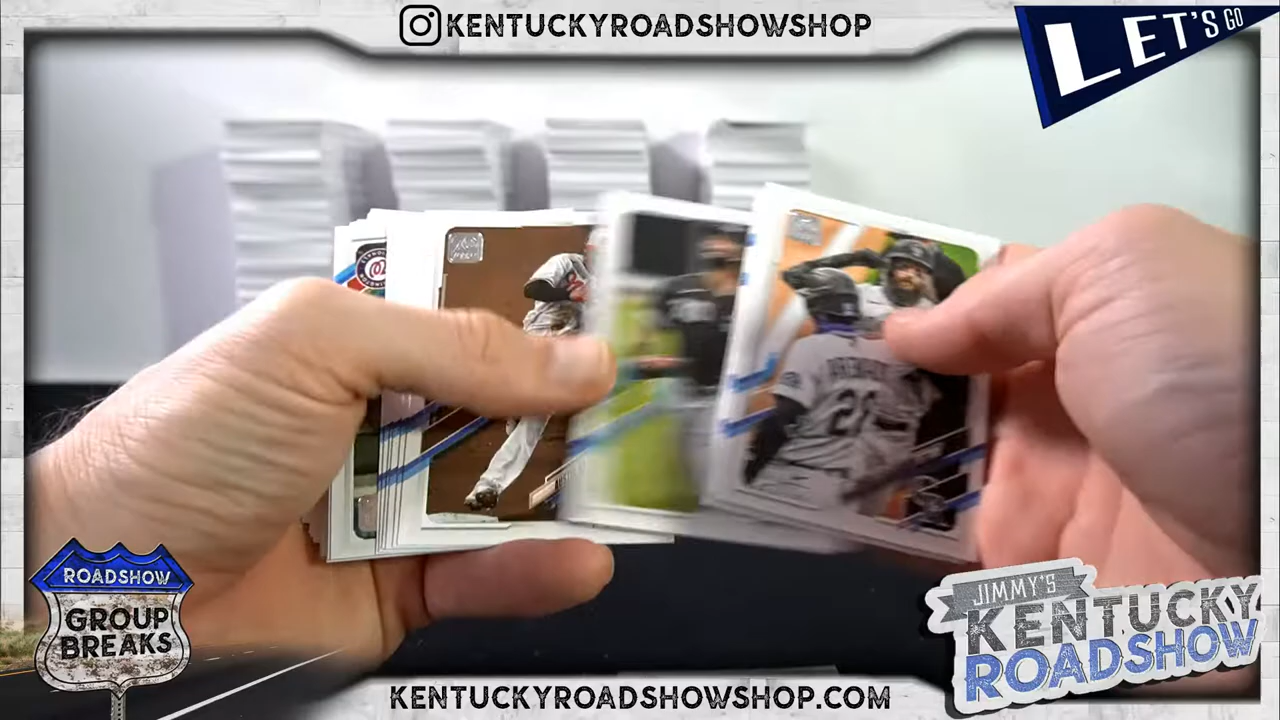 KENTUCKYROADSHOWSHOP
LET'S GO
ROADSHOW
GROUP
BREAKS
JIMMY'S
KENTUCKY
ROADSHOW
KENTUCKYROADSHOWSHOP.COM